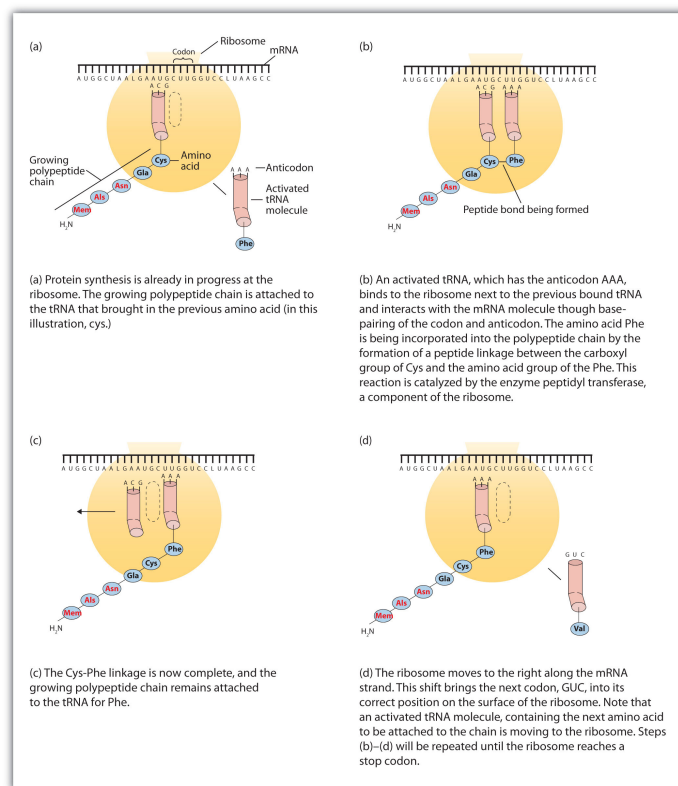 (a)
Ribosome
Codon
mRNA
A U G G C U A A L G A A U G C U U G G U C C L U A A G C C
A C G
Growing
polypeptide
chain
Cys
Amino
acid
Gla
Asn
Als
Mem
H₂N
A A A
Anticodon
Activated
tRNA
molecule
Phe
(a) Protein synthesis is already in progress at the
ribosome. The growing polypeptide chain is attached to
the tRNA that brought in the previous amino acid (in this
illustration, cys.)
(b)
A U G G C U A A L G A A U G C U U G G U C C L U A A G C C
A C G A A A
Cys
Phe
Gla
Asn
Als
Mem
H₂N
Peptide bond being formed
(b) An activated tRNA, which has the anticodon AAA,
binds to the ribosome next to the previous bound tRNA
and interacts with the mRNA molecule though base-
pairing of the codon and anticodon. The amino acid Phe
is being incorporated into the polypeptide chain by the
formation of a peptide linkage between the carboxyl
group of Cys and the amino acid group of the Phe. This
reaction is catalyzed by the enzyme peptidyl transferase,
a component of the ribosome.
(c)
A U G G C U A A L G A A U G C U U G G U C C L U A A G C C
A A A
A C G
Phe
Cys
Gla
Asn
Als
Mem
H₂N
(c) The Cys-Phe linkage is now complete, and the
growing polypeptide chain remains attached
to the tRNA for Phe.
(d)
A U G G C U A A L G A A U G C U U G G U C C L U A A G C C
A A A
Phe
Cys
Gla
Asn
Als
Mem
H₂N
G U C
Val
(d) The ribosome moves to the right along the mRNA
strand. This shift brings the next codon, GUC, into its
correct position on the surface of the ribosome. Note that
an activated tRNA molecule, containing the next amino acid
to be attached to the chain is moving to the ribosome. Steps
(b)–(d) will be repeated until the ribosome reaches a
stop codon.